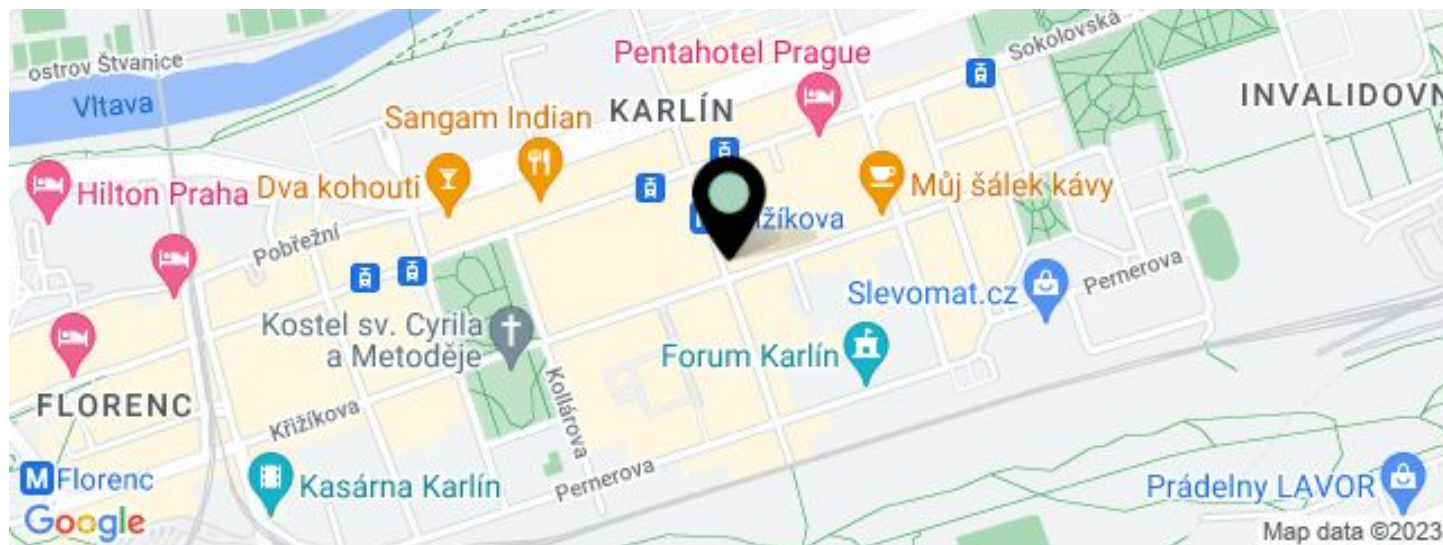 ostrov Štvanice
Vltava
Hilton Praha
Dva kohouti
Sangam Indian
KARLÍN
Pentahotel Prague
Sokolovská
INVALIDOVN
Můj šálek kávy
žíkova
Pobřežní
Slevomat.cz
Pernerova
Kostel sv. Cyrila
a Metoděje
Forum Karlín
Kollárova
FLORENC
Křižíkova
M Florenc
Kasárna Karlín
Pernerova
Prádelny LAVOR
Google
Map data ©2023